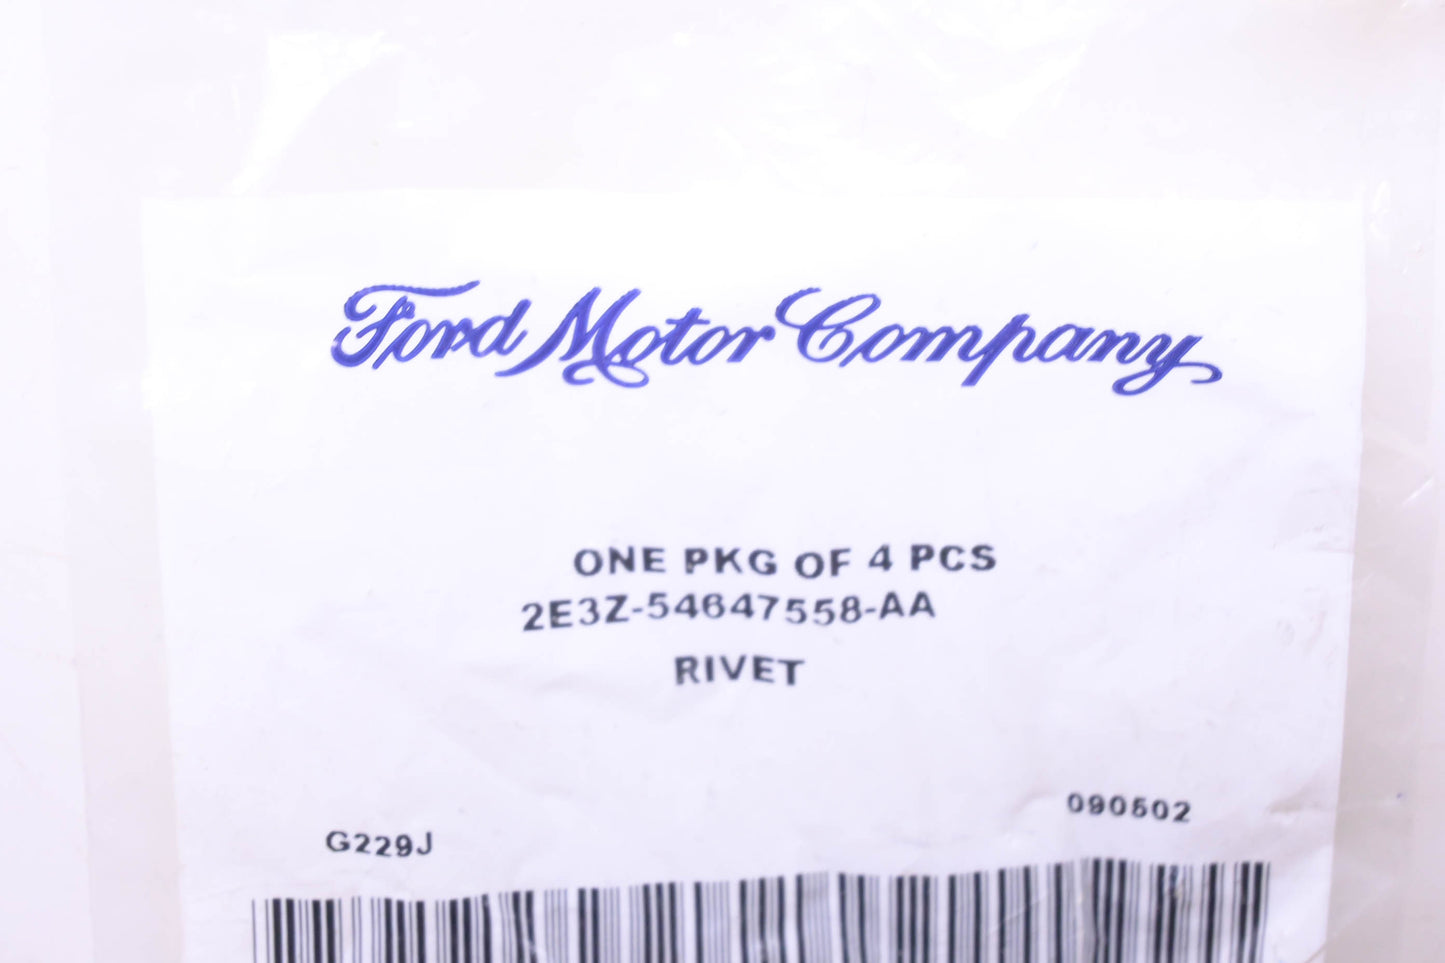 Ford Motor Company
ONE PKG OF 4 PCS
2E3Z-54647558-AA
RIVET
090502
G229J